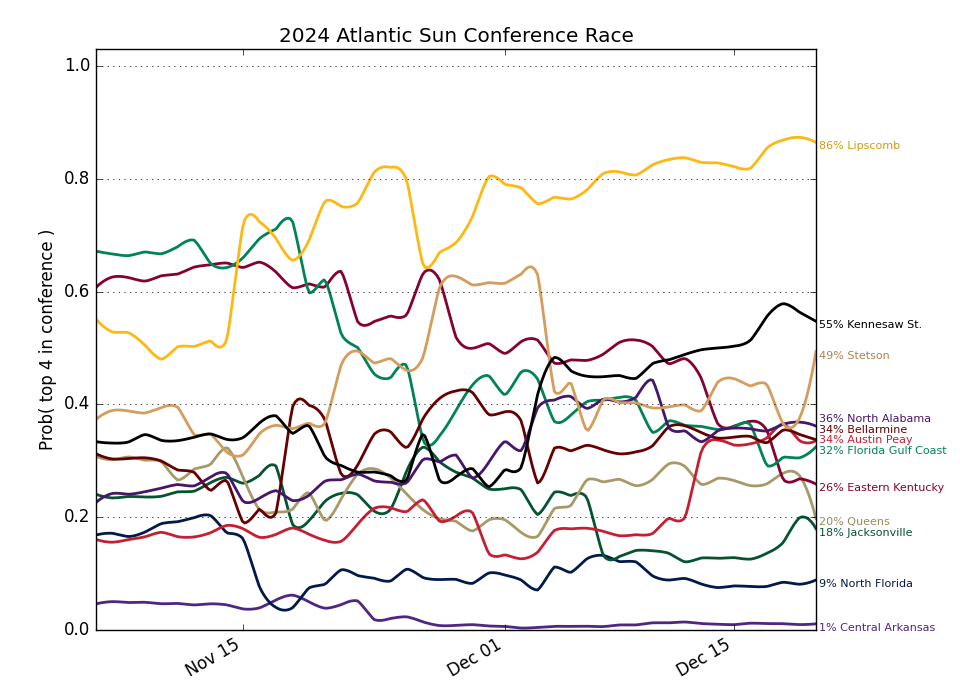 2024 Atlantic Sun Conference Race
Prob( top 4 in conference )
1.0
0.8
0.6
0.4
0.2
0.0
Nov 15
Dec 01
Dec 15
86% Lipscomb
55% Kennesaw St.
49% Stetson
36% North Alabama
34% Bellarmine
34% Austin Peay
32% Florida Gulf Coast
26% Eastern Kentucky
20% Queens
18% Jacksonville
9% North Florida
1% Central Arkansas